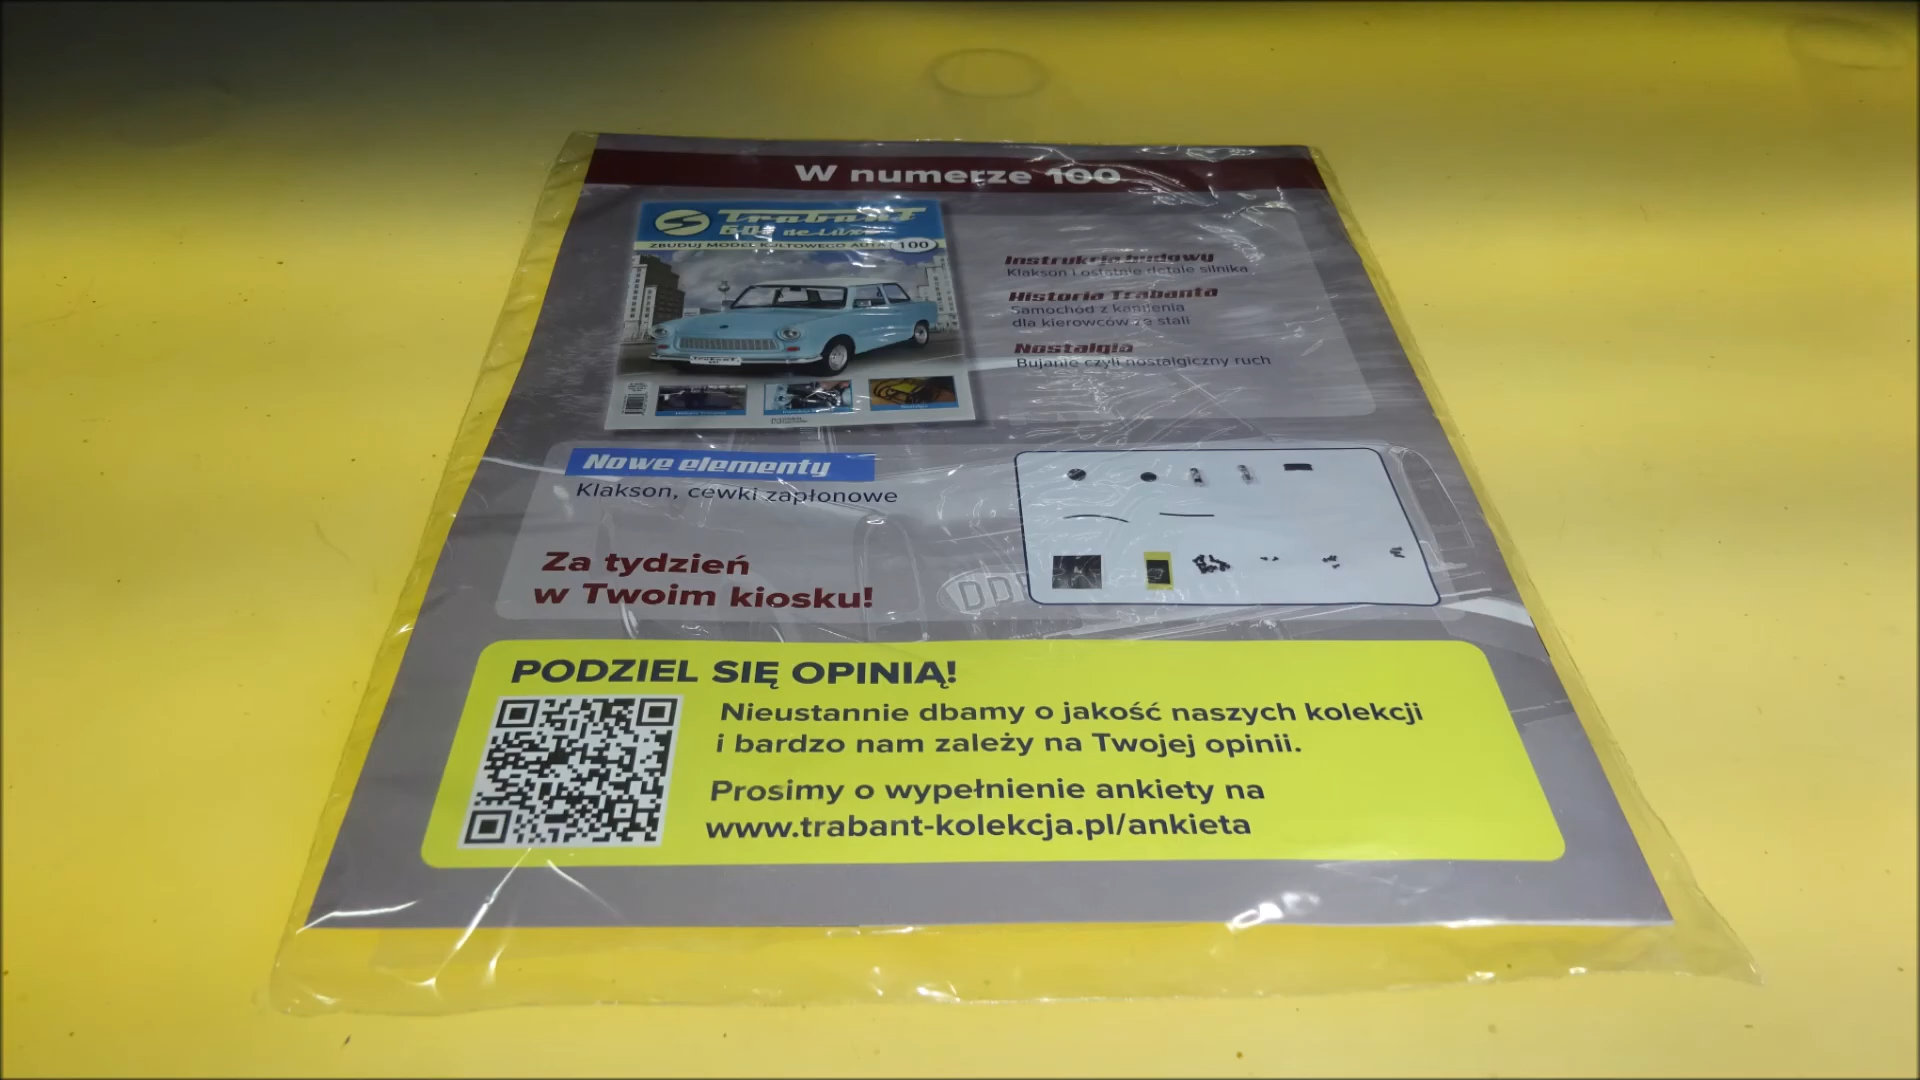 W numerze 100
Trabant
601 de Luxe
ZBUDUJ MODEL KULTOWEGO AUTA 100
Instrukcja budowy
Klakson i ostatnie detale silnika
Historia Trabanta
Samochód z kamienia
dla kierowców ze stali
Nostalgia
Bujanie czyli nostalgiczny ruch
Nowe elementy
Klakson, cewki zapłonowe
Za tydzień
w Twoim kiosku!
PODZIEL SIĘ OPINIĄ!
Nieustannie dbamy o jakość naszych kolekcji
i bardzo nam zależy na Twojej opinii.
Prosimy o wypełnienie ankiety na
www.trabant-kolekcja.pl/ankieta